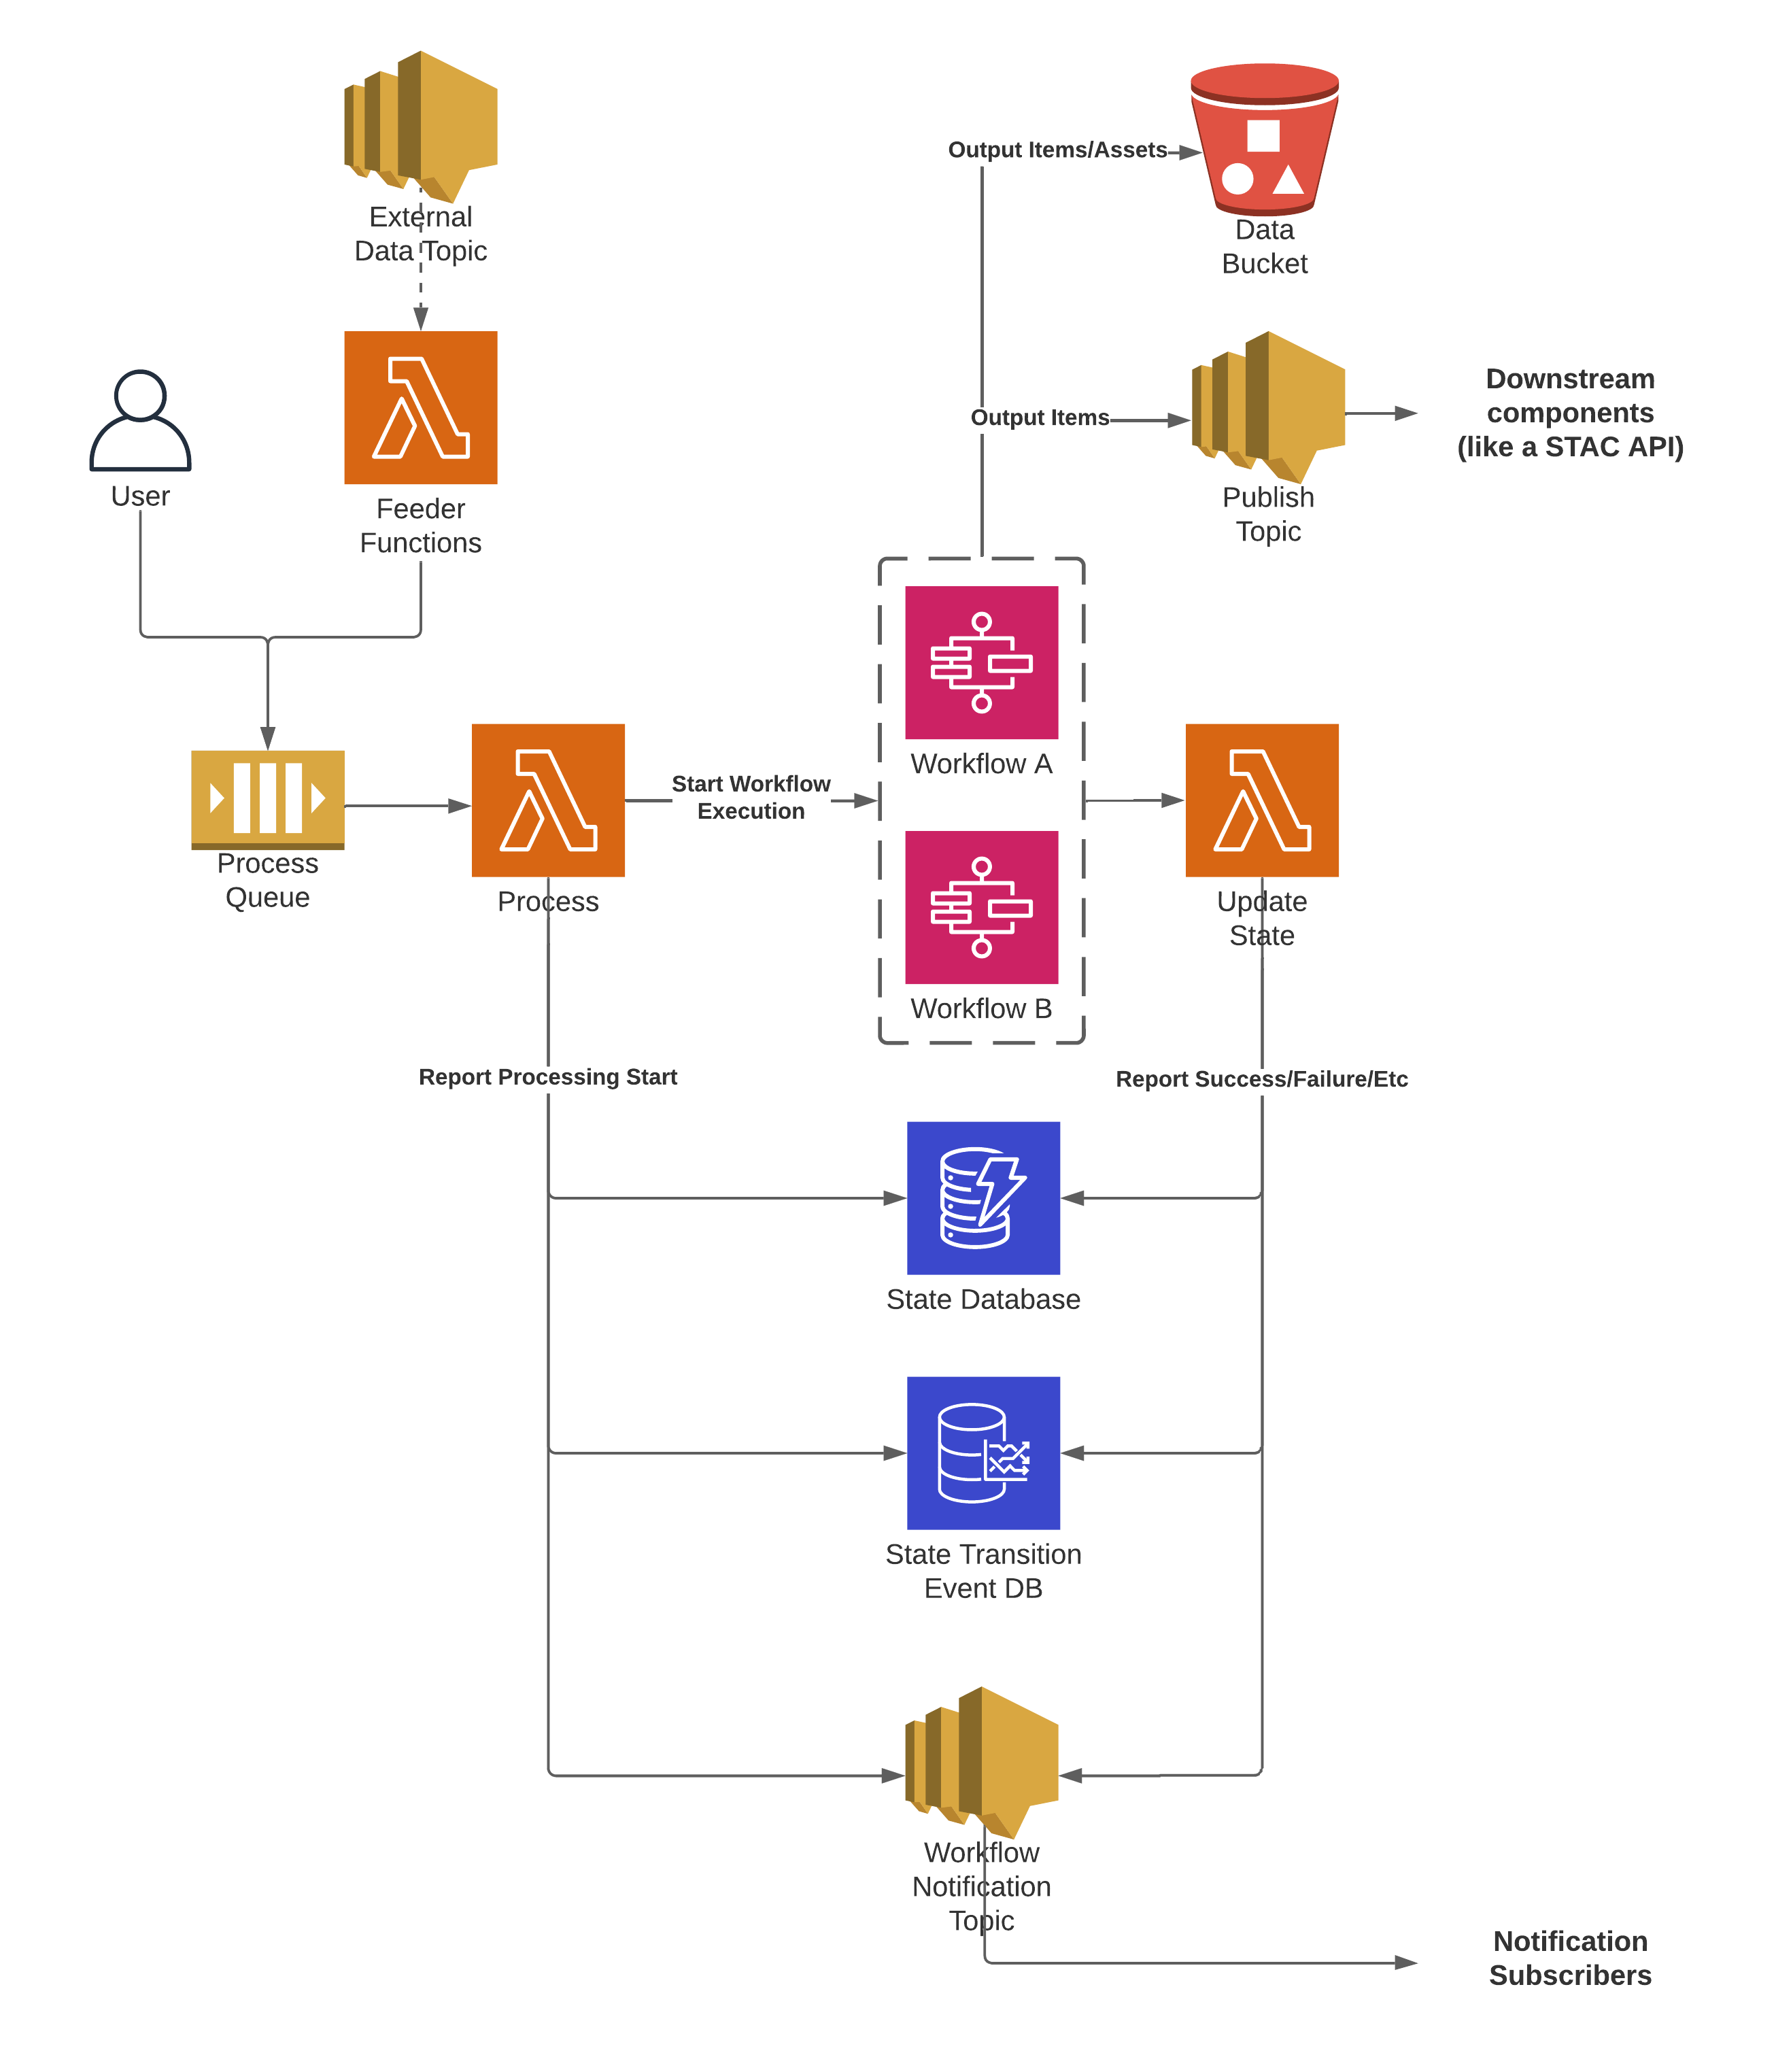 External
Data Topic
Output Items/Assets
Data
Bucket
User
Feeder
Functions
Output Items
Publish
Topic
Downstream
components
(like a STAC API)
Process
Queue
Process
Start Workflow
Execution
Workflow A
Workflow B
Update
State
Report Processing Start
Report Success/Failure/Etc
State Database
State Transition
Event DB
Workflow
Notification
Topic
Notification
Subscribers